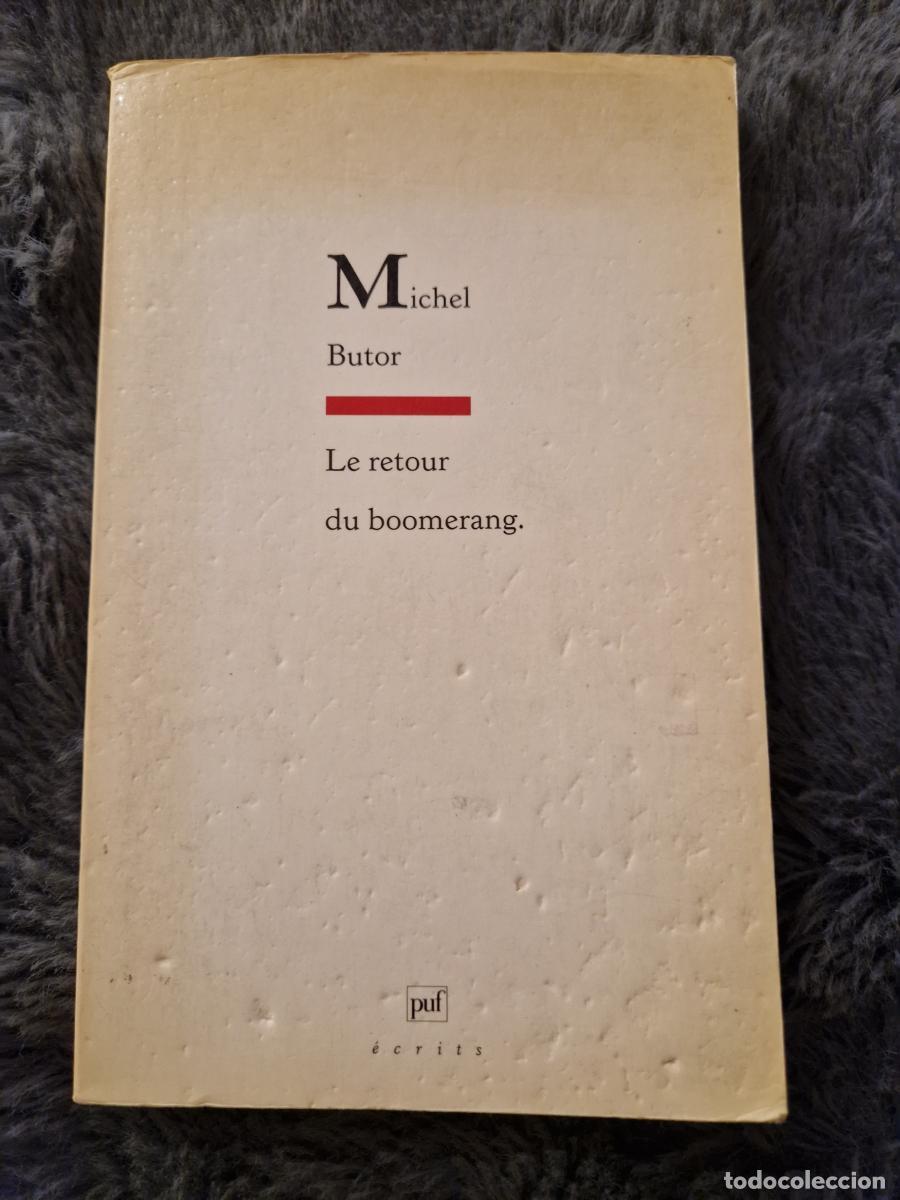 Michel
Butor
Le retour
du boomerang.
puf
écrits
todocoleccion